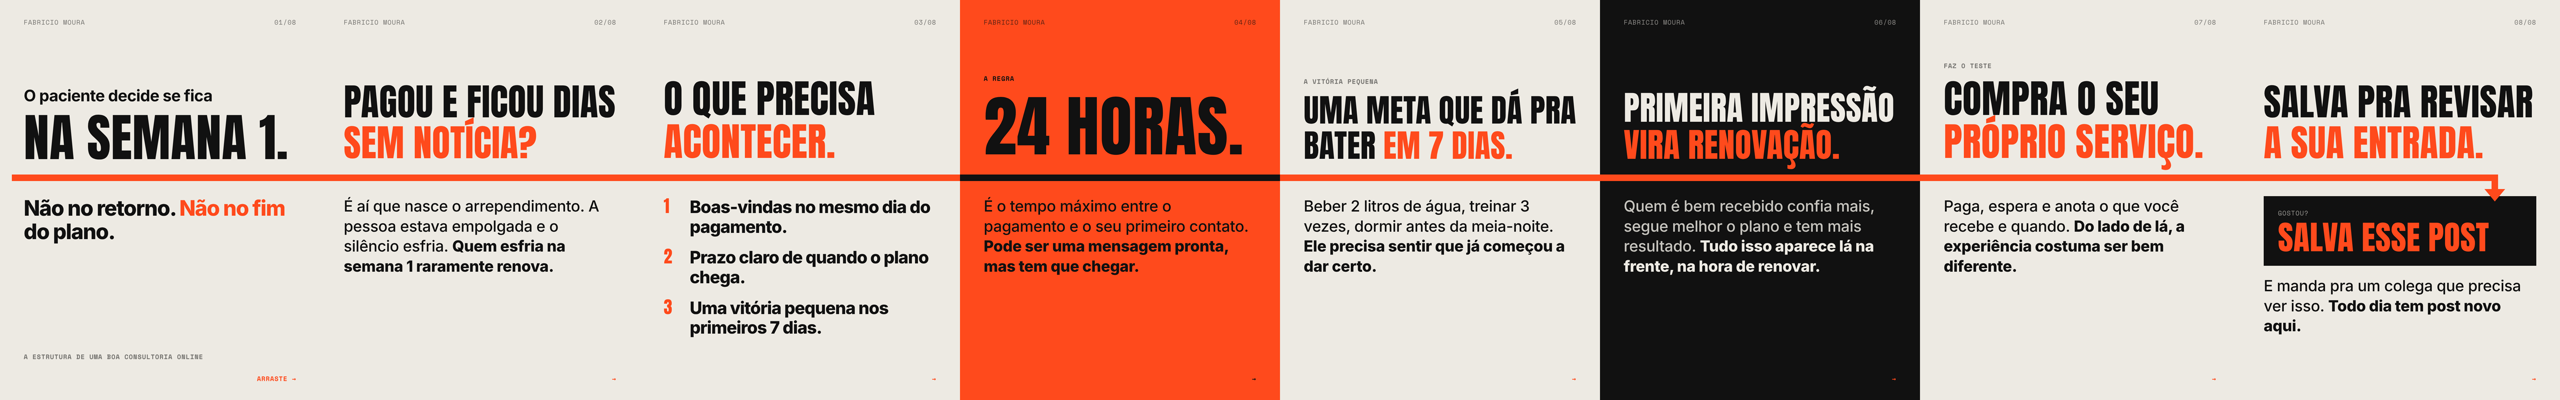 FABRICIO MOURA
01/08
O paciente decide se fica
NA SEMANA 1.
Não no retorno. Não no fim
do plano.
A ESTRUTURA DE UMA BOA CONSULTORIA ONLINE
ARRASTE →
FABRICIO MOURA
02/08
PAGOU E FICOU DIAS
SEM NOTÍCIA?
É aí que nasce o arrependimento. A
pessoa estava empolgada e o
silêncio esfria. Quem esfria na
semana 1 raramente renova.
→
FABRICIO MOURA
03/08
O QUE PRECISA
ACONTECER.
1 Boas-vindas no mesmo dia do
pagamento.
2 Prazo claro de quando o plano
chega.
3 Uma vitória pequena nos
primeiros 7 dias.
→
FABRICIO MOURA
04/08
A REGRA
24 HORAS.
É o tempo máximo entre o
pagamento e o seu primeiro contato.
Pode ser uma mensagem pronta,
mas tem que chegar.
→
FABRICIO MOURA
05/08
A VITÓRIA PEQUENA
UMA META QUE DÁ PRA
BATER EM 7 DIAS.
Beber 2 litros de água, treinar 3
vezes, dormir antes da meia-noite.
Ele precisa sentir que já começou a
dar certo.
→
FABRICIO MOURA
06/08
PRIMEIRA IMPRESSÃO
VIRA RENOVAÇÃO.
Quem é bem recebido confia mais,
segue melhor o plano e tem mais
resultado. Tudo isso aparece lá na
frente, na hora de renovar.
→
FABRICIO MOURA
07/08
FAZ O TESTE
COMPRA O SEU
PRÓPRIO SERVIÇO.
Paga, espera e anota o que você
recebe e quando. Do lado de lá, a
experiência costuma ser bem
diferente.
→
FABRICIO MOURA
08/08
SALVA PRA REVISAR
A SUA ENTRADA.
GOSTOU?
SALVA ESSE POST
E manda pra um colega que precisa
ver isso. Todo dia tem post novo
aqui.
→